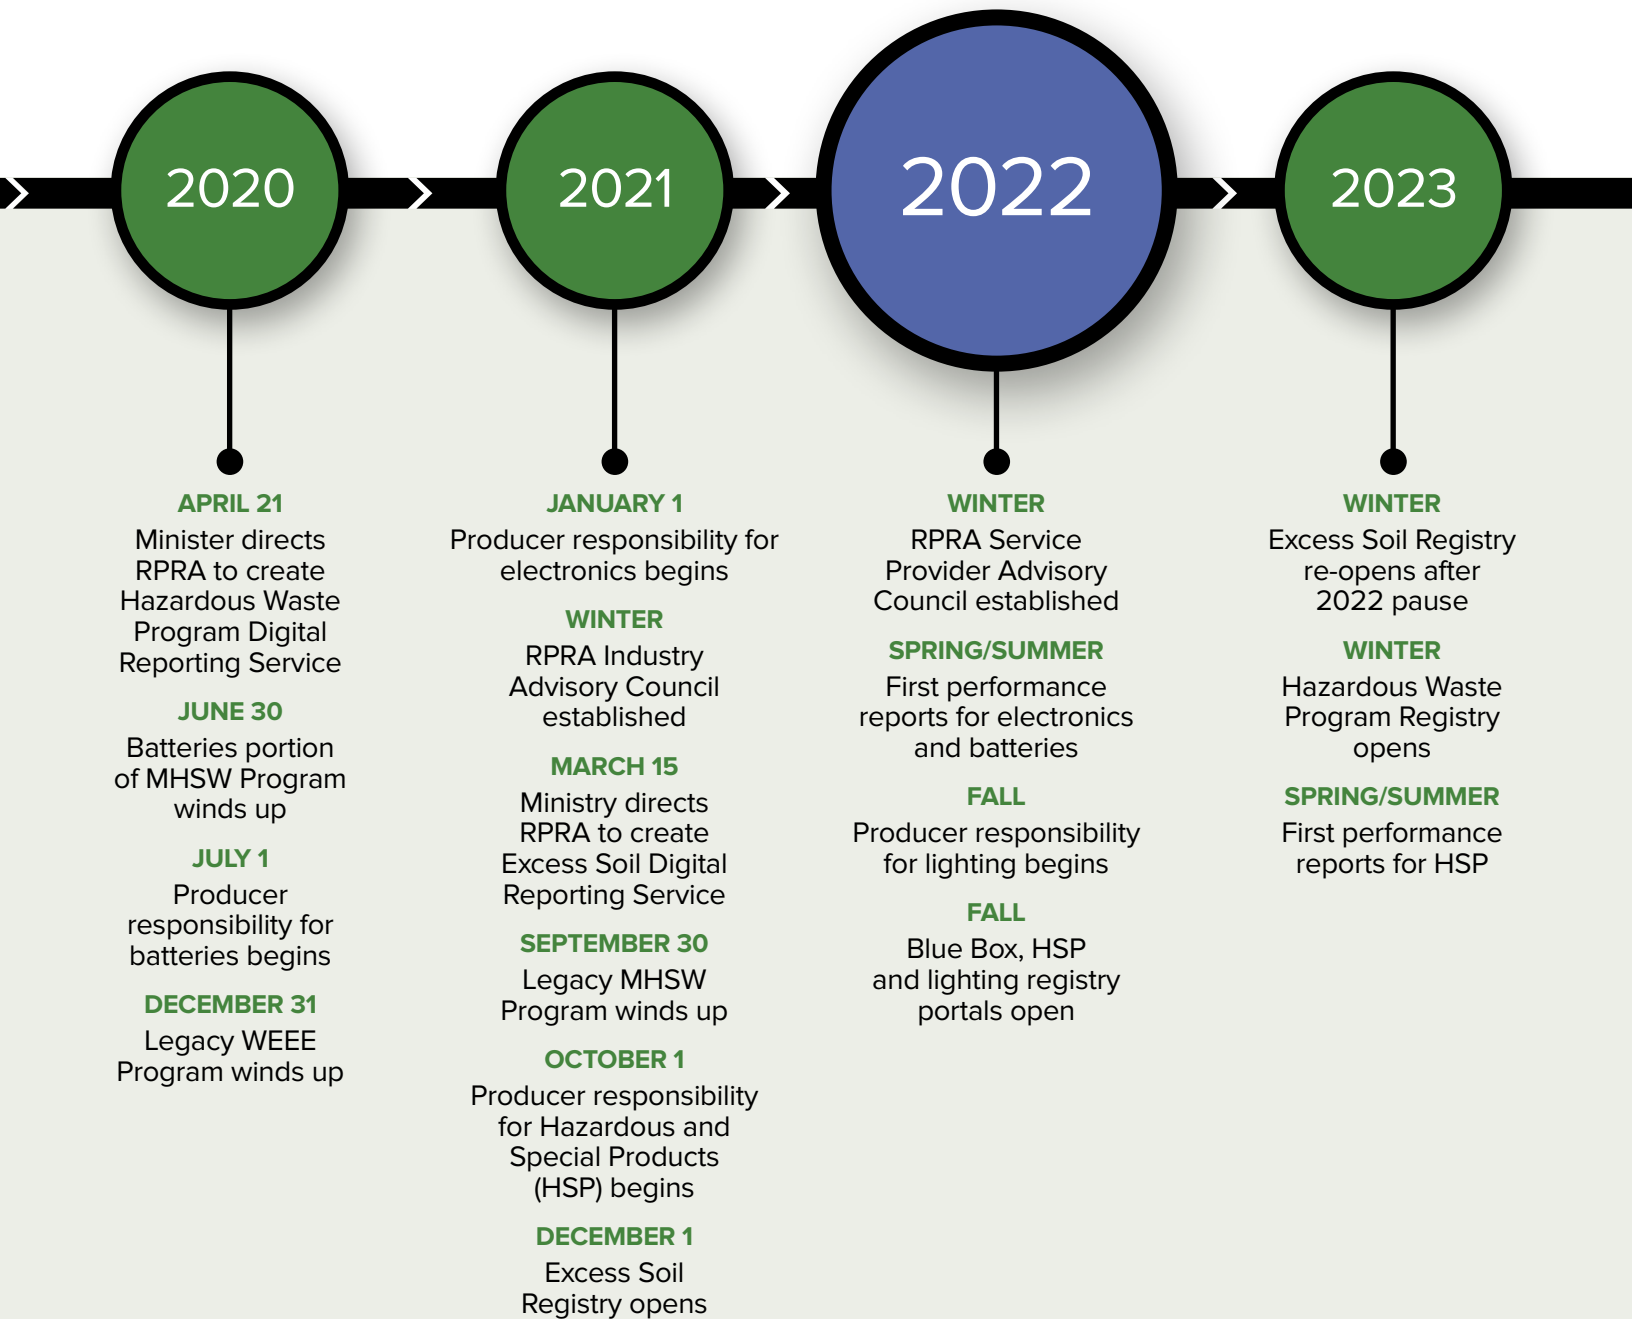 2020
2021
2022
2023
APRIL 21
Minister directs
RPRA to create
Hazardous Waste
Program Digital
Reporting Service
JUNE 30
Batteries portion
of MHSW Program
winds up
JULY 1
Producer
responsibility for
batteries begins
DECEMBER 31
Legacy WEEE
Program winds up
JANUARY 1
Producer responsibility for
electronics begins
WINTER
RPRA Industry
Advisory Council
established
MARCH 15
Ministry directs
RPRA to create
Excess Soil Digital
Reporting Service
SEPTEMBER 30
Legacy MHSW
Program winds up
OCTOBER 1
Producer responsibility
for Hazardous and
Special Products
(HSP) begins
DECEMBER 1
Excess Soil
Registry opens
WINTER
RPRA Service
Provider Advisory
Council established
SPRING/SUMMER
First performance
reports for electronics
and batteries
FALL
Producer responsibility
for lighting begins
FALL
Blue Box, HSP
and lighting registry
portals open
WINTER
Excess Soil Registry
re-opens after
2022 pause
WINTER
Hazardous Waste
Program Registry
opens
SPRING/SUMMER
First performance
reports for HSP